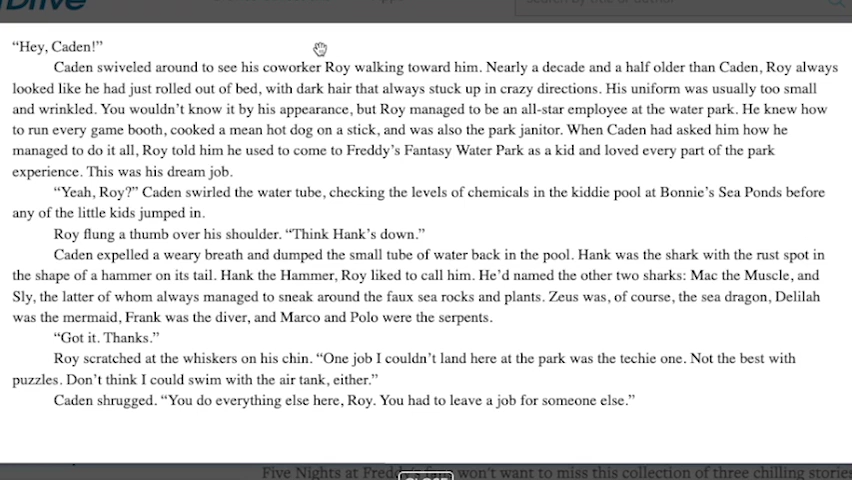 “Hey, Caden!”
Caden swiveled around to see his coworker Roy walking toward him. Nearly a decade and a half older than Caden, Roy always
looked like he had just rolled out of bed, with dark hair that always stuck up in crazy directions. His uniform was usually too small
and wrinkled. You wouldn’t know it by his appearance, but Roy managed to be an all-star employee at the water park. He knew how
to run every game booth, cooked a mean hot dog on a stick, and was also the park janitor. When Caden had asked him how he
managed to do it all, Roy told him he used to come to Freddy’s Fantasy Water Park as a kid and loved every part of the park
experience. This was his dream job.
“Yeah, Roy?” Caden swirled the water tube, checking the levels of chemicals in the kiddie pool at Bonnie’s Sea Ponds before
any of the little kids jumped in.
Roy flung a thumb over his shoulder. “Think Hank’s down.”
Caden expelled a weary breath and dumped the small tube of water back in the pool. Hank was the shark with the rust spot in
the shape of a hammer on its tail. Hank the Hammer, Roy liked to call him. He’d named the other two sharks: Mac the Muscle, and
Sly, the latter of whom always managed to sneak around the faux sea rocks and plants. Zeus was, of course, the sea dragon, Delilah
was the mermaid, Frank was the diver, and Marco and Polo were the serpents.
“Got it. Thanks.”
Roy scratched at the whiskers on his chin. “One job I couldn’t land here at the park was the techie one. Not the best with
puzzles. Don’t think I could swim with the air tank, either.”
Caden shrugged. “You do everything else here, Roy. You had to leave a job for someone else.”
Five Nights at Freddy's fans won't want to miss this collection of three chilling stories